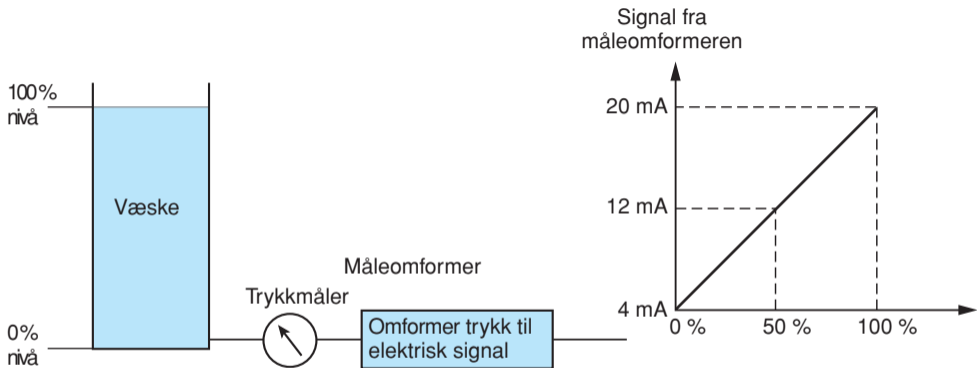 100 %
nivå
Væske
0 %
nivå
Trykkmåler
Måleomformer
Omformer trykk til
elektrisk signal
Signal fra
måleomformeren
20 mA
12 mA
4 mA
0 %
50 %
100 %